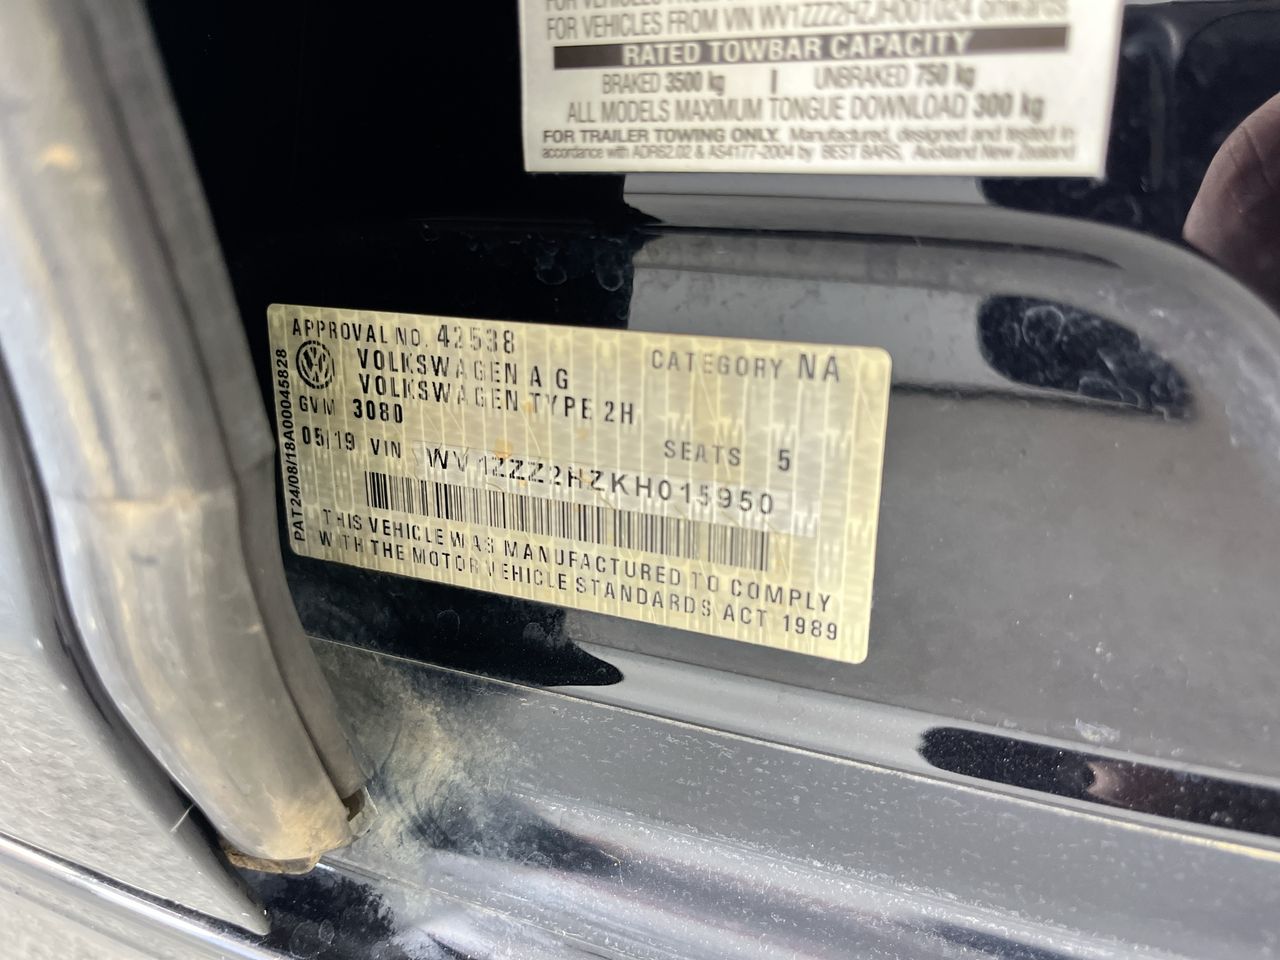 FOR VEHICLES FROM VIN WV1ZZZ2HZJH001024 onwards
RATED TOWBAR CAPACITY
BRAKED 3500 kg | UNBRAKED 750 kg
ALL MODELS MAXIMUM TONGUE DOWNLOAD 300 kg
FOR TRAILER TOWING ONLY. Manufactured, designed and tested in
accordance with ADR62.02 & AS4177-2004 by BEST BARS, Auckland New Zealand
APPROVAL NO. 42538 CATEGORY NA
VOLKSWAGEN A G
VOLKSWAGEN TYPE 2H
GVM 3080
05/19 VIN SEATS 5
WV1ZZZ2HZKH015950
THIS VEHICLE WAS MANUFACTURED TO COMPLY
WITH THE MOTOR VEHICLE STANDARDS ACT 1989
PAT24/08/18A00045828